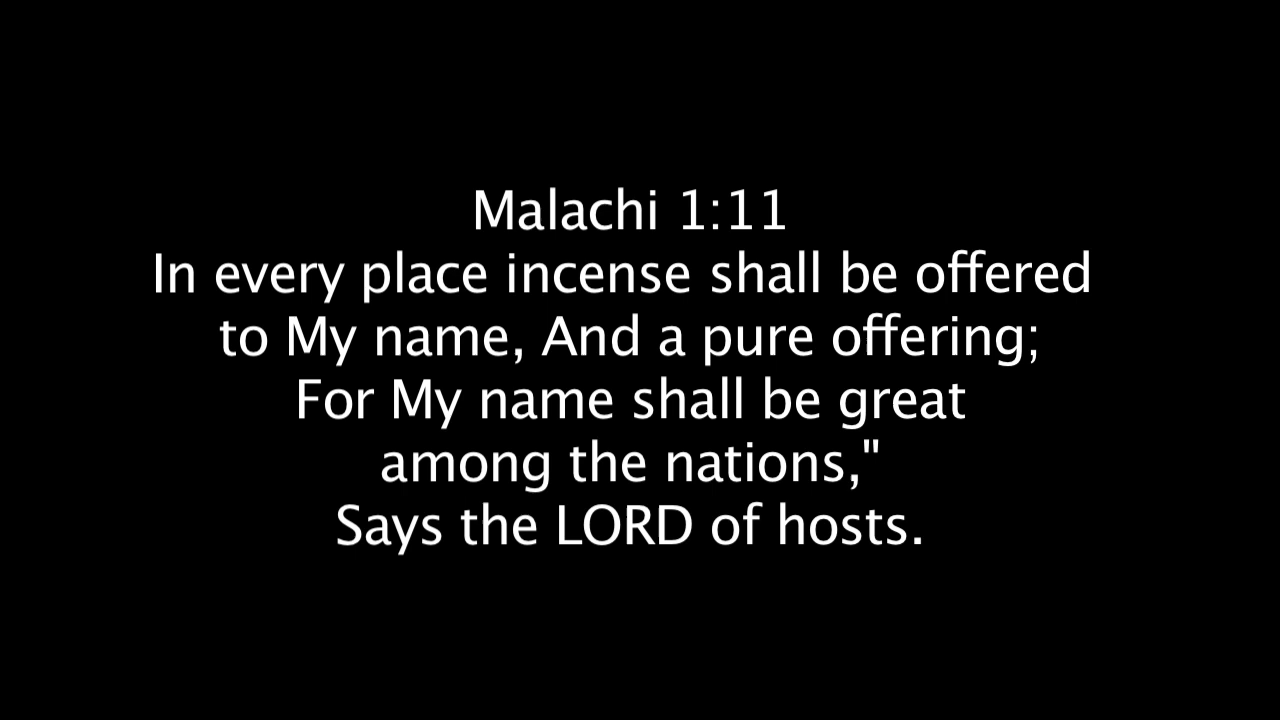 Malachi 1:11
In every place incense shall be offered
to My name, And a pure offering;
For My name shall be great
among the nations,"
Says the LORD of hosts.